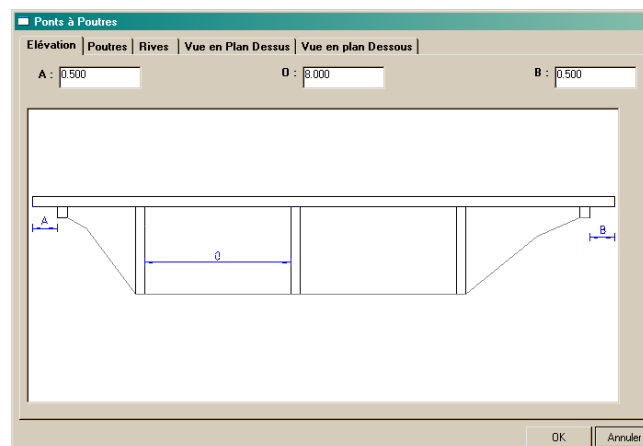 Ponts à Poutres
Elévation Poutres Rives Vue en Plan Dessus Vue en plan Dessous
A : 0.500 O : 8.000 B : 0.500
A
O
B
OK Annuler